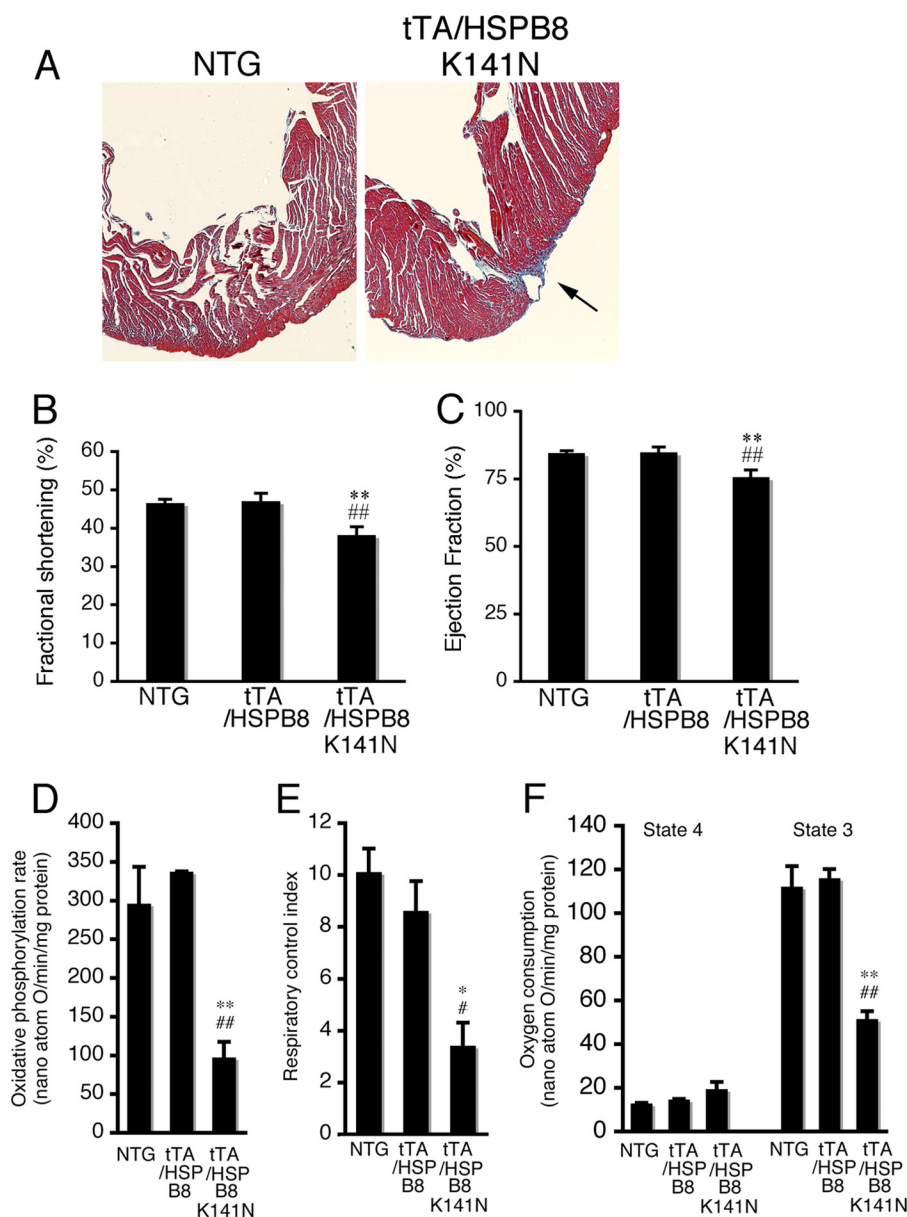 A
NTG
tTA/HSPB8
K141N
B
Fractional shortening (%)
60
50
40
30
20
10
0
**
##
NTG
tTA
/HSPB8
tTA
/HSPB8
K141N
C
Ejection Fraction (%)
100
75
50
25
0
**
##
NTG
tTA
/HSPB8
tTA
/HSPB8
K141N
D
Oxidative phosphorylation rate
(nano atom O/min/mg protein)
400
350
300
250
200
150
100
50
0
**
##
NTG
tTA
/HSP
B8
tTA
/HSP
B8
K141N
E
Respiratory control index
12
10
8
6
4
2
0
*
#
NTG
tTA
/HSP
B8
tTA
/HSP
B8
K141N
F
Oxygen consumption
(nano atom O/min/mg protein)
140
120
100
80
60
40
20
0
State 4
State 3
**
##
NTG
tTA
/HSP
B8
tTA
/HSP
B8
K141N
NTG
tTA
/HSP
B8
tTA
/HSP
B8
K141N